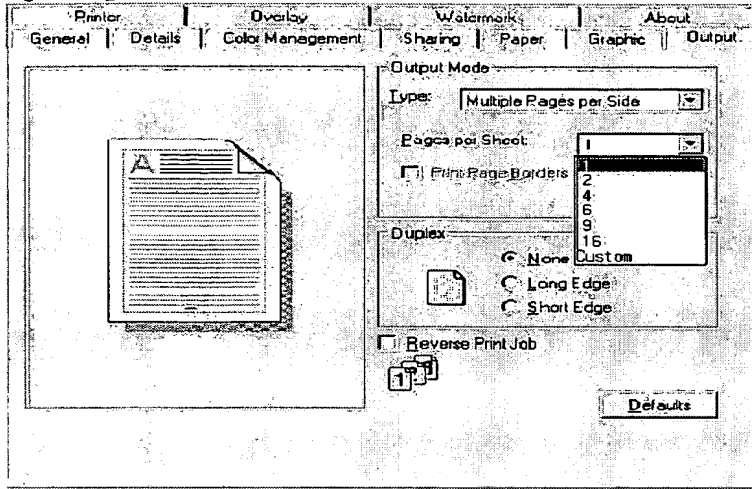 Printer Overlay Watermark About
General Details Color Management Sharing Paper Graphic Output
Output Mode
Type: Multiple Pages per Side
Pages per Sheet: 1
Print Page Borders
1
2
4
6
9
16
Custom
A
Duplex
None
Long Edge
Short Edge
Reverse Print Job
1
Defaults